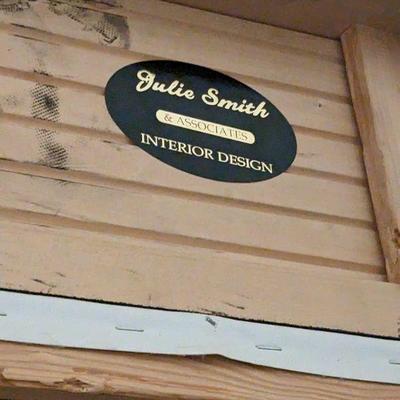 Julie Smith
& ASSOCIATES
INTERIOR DESIGN